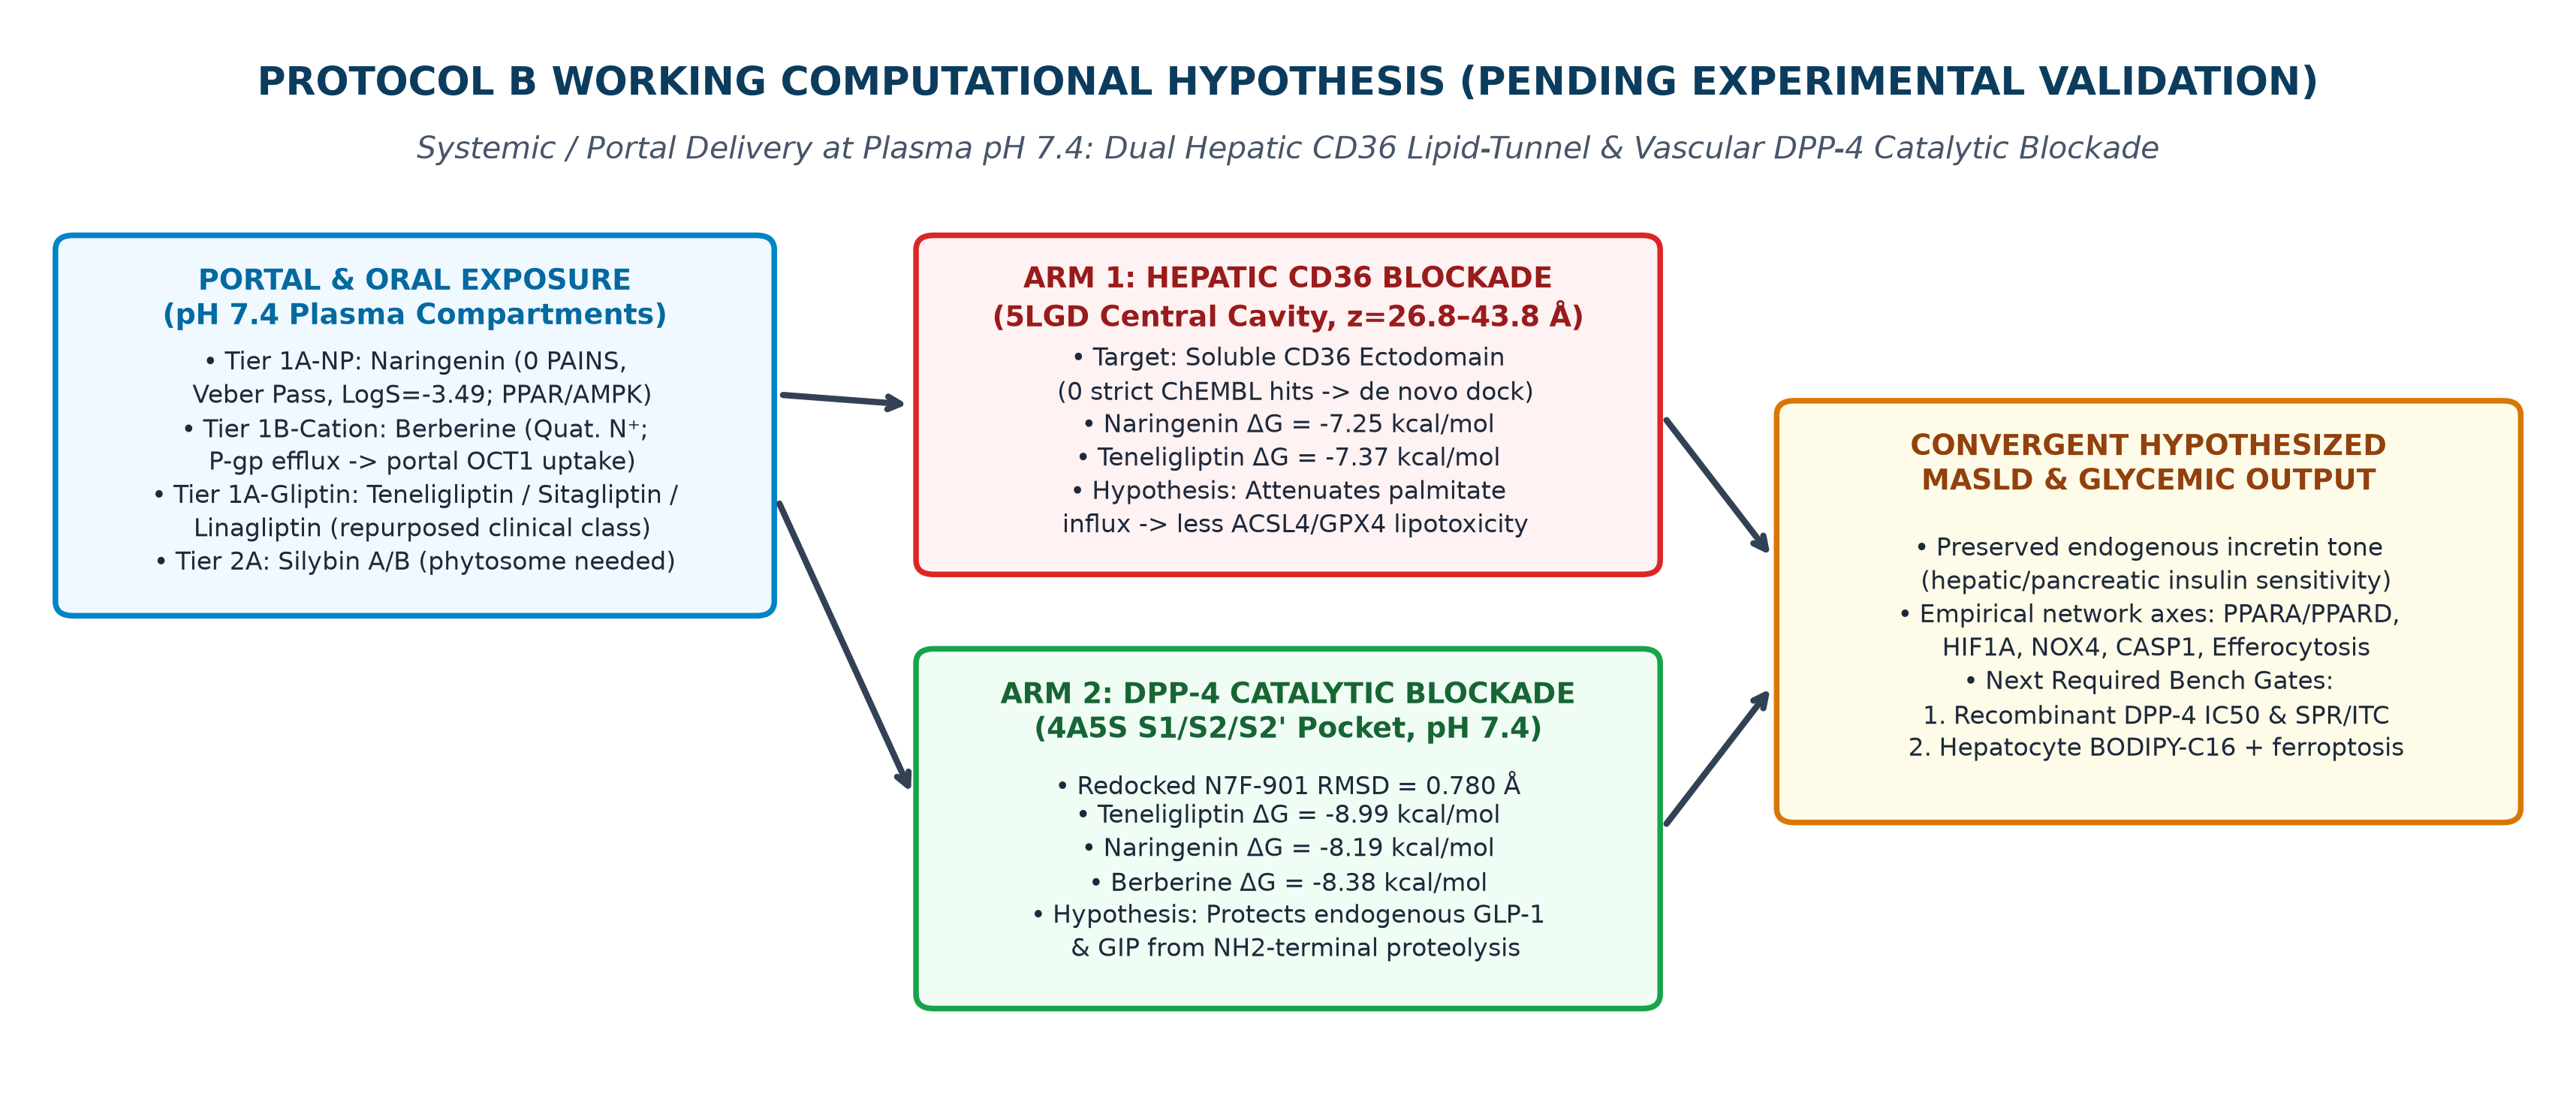 PROTOCOL B WORKING COMPUTATIONAL HYPOTHESIS (PENDING EXPERIMENTAL VALIDATION)
Systemic / Portal Delivery at Plasma pH 7.4: Dual Hepatic CD36 Lipid-Tunnel & Vascular DPP-4 Catalytic Blockade
PORTAL & ORAL EXPOSURE
(pH 7.4 Plasma Compartments)
• Tier 1A-NP: Naringenin (0 PAINS,
Veber Pass, LogS=-3.49; PPAR/AMPK)
• Tier 1B-Cation: Berberine (Quat. N⁺;
P-gp efflux -> portal OCT1 uptake)
• Tier 1A-Gliptin: Teneligliptin / Sitagliptin /
Linagliptin (repurposed clinical class)
• Tier 2A: Silybin A/B (phytosome needed)
ARM 1: HEPATIC CD36 BLOCKADE
(5LGD Central Cavity, z=26.8–43.8 Å)
• Target: Soluble CD36 Ectodomain
(0 strict ChEMBL hits -> de novo dock)
• Naringenin ΔG = -7.25 kcal/mol
• Teneligliptin ΔG = -7.37 kcal/mol
• Hypothesis: Attenuates palmitate
influx -> less ACSL4/GPX4 lipotoxicity
ARM 2: DPP-4 CATALYTIC BLOCKADE
(4A5S S1/S2/S2' Pocket, pH 7.4)
• Redocked N7F-901 RMSD = 0.780 Å
• Teneligliptin ΔG = -8.99 kcal/mol
• Naringenin ΔG = -8.19 kcal/mol
• Berberine ΔG = -8.38 kcal/mol
• Hypothesis: Protects endogenous GLP-1
& GIP from NH2-terminal proteolysis
CONVERGENT HYPOTHESIZED
MASLD & GLYCEMIC OUTPUT
• Preserved endogenous incretin tone
(hepatic/pancreatic insulin sensitivity)
• Empirical network axes: PPARA/PPARD,
HIF1A, NOX4, CASP1, Efferocytosis
• Next Required Bench Gates:
1. Recombinant DPP-4 IC50 & SPR/ITC
2. Hepatocyte BODIPY-C16 + ferroptosis